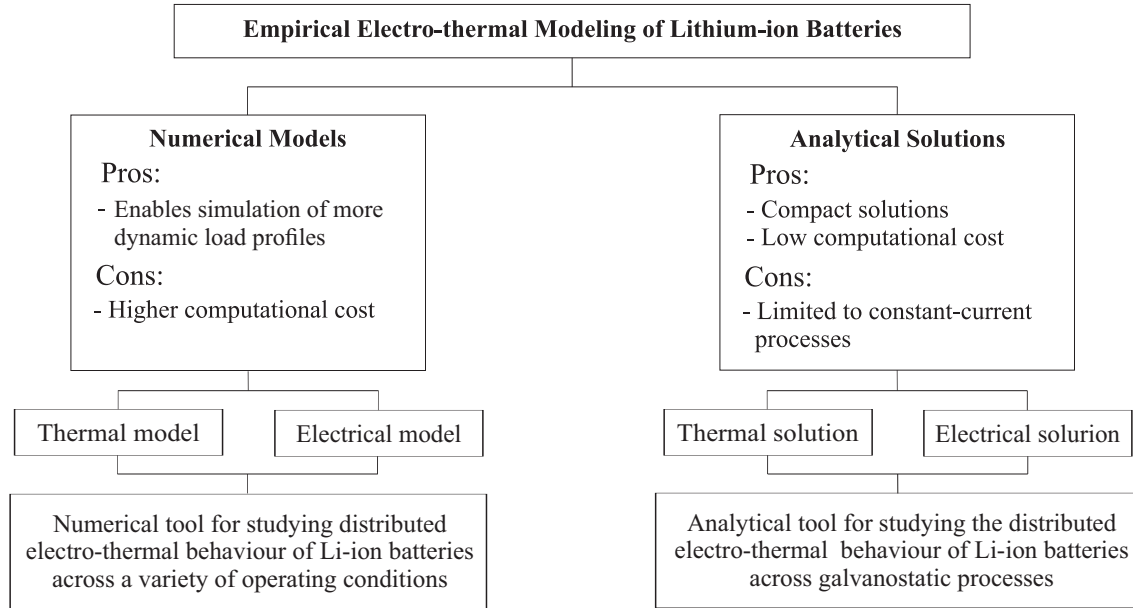 Empirical Electro-thermal Modeling of Lithium-ion Batteries
Numerical Models
Pros:
- Enables simulation of more
dynamic load profiles
Cons:
- Higher computational cost
Analytical Solutions
Pros:
- Compact solutions
- Low computational cost
Cons:
- Limited to constant-current
processes
Thermal model
Electrical model
Thermal solution
Electrical solurion
Numerical tool for studying distributed
electro-thermal behaviour of Li-ion batteries
across a variety of operating conditions
Analytical tool for studying the distributed
electro-thermal behaviour of Li-ion batteries
across galvanostatic processes